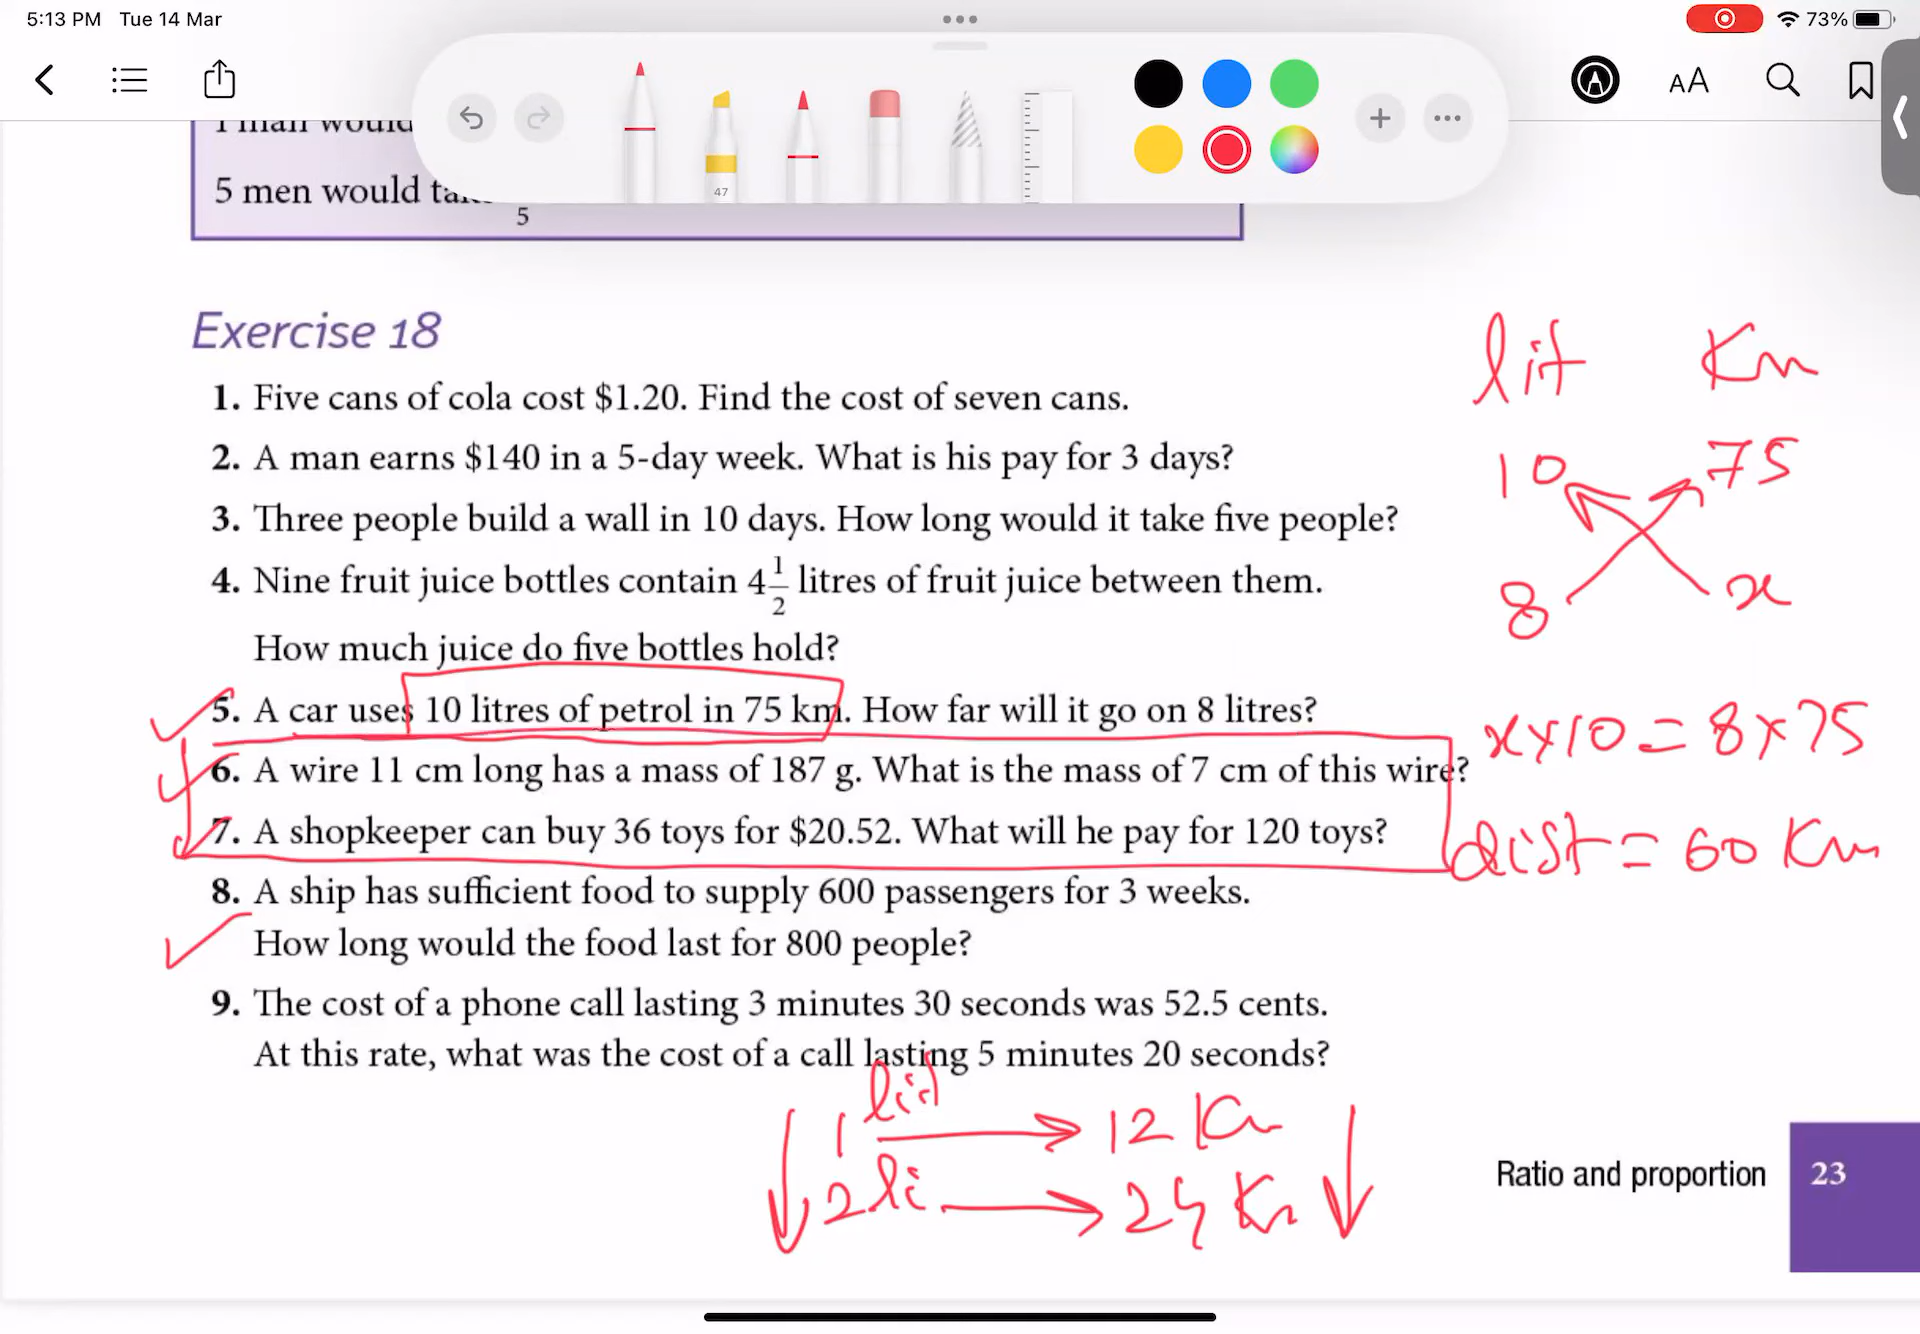 5:13 PM Tue 14 Mar
73%
AA
47
1 man would
5 men would
5
Exercise 18
1. Five cans of cola cost $1.20. Find the cost of seven cans.
2. A man earns $140 in a 5-day week. What is his pay for 3 days?
3. Three people build a wall in 10 days. How long would it take five people?
4. Nine fruit juice bottles contain 4 1/2 litres of fruit juice between them.
How much juice do five bottles hold?
5. A car uses 10 litres of petrol in 75 km. How far will it go on 8 litres?
6. A wire 11 cm long has a mass of 187 g. What is the mass of 7 cm of this wire?
7. A shopkeeper can buy 36 toys for $20.52. What will he pay for 120 toys?
8. A ship has sufficient food to supply 600 passengers for 3 weeks.
How long would the food last for 800 people?
9. The cost of a phone call lasting 3 minutes 30 seconds was 52.5 cents.
At this rate, what was the cost of a call lasting 5 minutes 20 seconds?
lit Km
10 75
8 x
x×10 = 8×75
dist = 60 Km
1 lit → 12 Km
2 li → 24 Km
Ratio and proportion 23